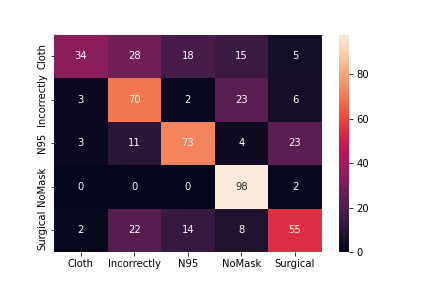 Cloth 34 28 18 15 5
Incorrectly 3 70 2 23 6
N95 3 11 73 4 23
NoMask 0 0 0 98 2
Surgical 2 22 14 8 55
Cloth Incorrectly N95 NoMask Surgical
80
60
40
20
0